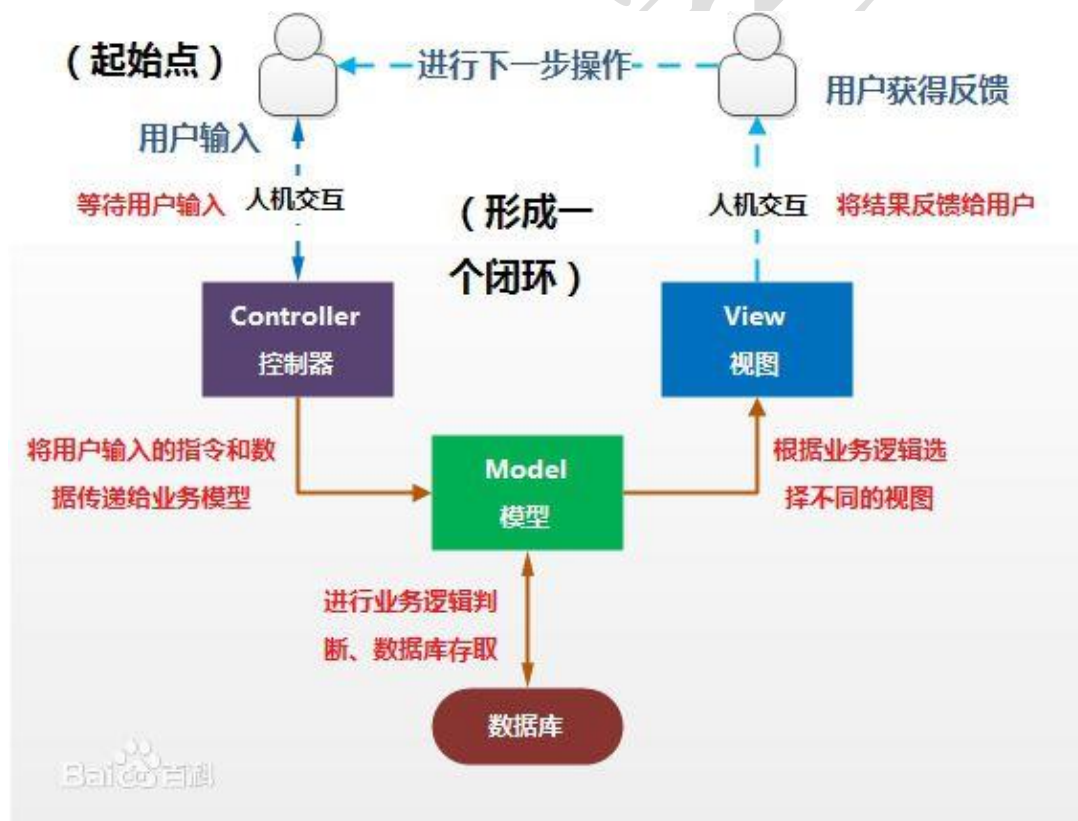 （起始点）
进行下一步操作
用户获得反馈
用户输入
等待用户输入
人机交互
（形成一
个闭环）
人机交互
将结果反馈给用户
Controller
控制器
View
视图
将用户输入的指令和数
据传递给业务模型
Model
模型
根据业务逻辑选
择不同的视图
进行业务逻辑判
断、数据库存取
数据库
Baidu百科